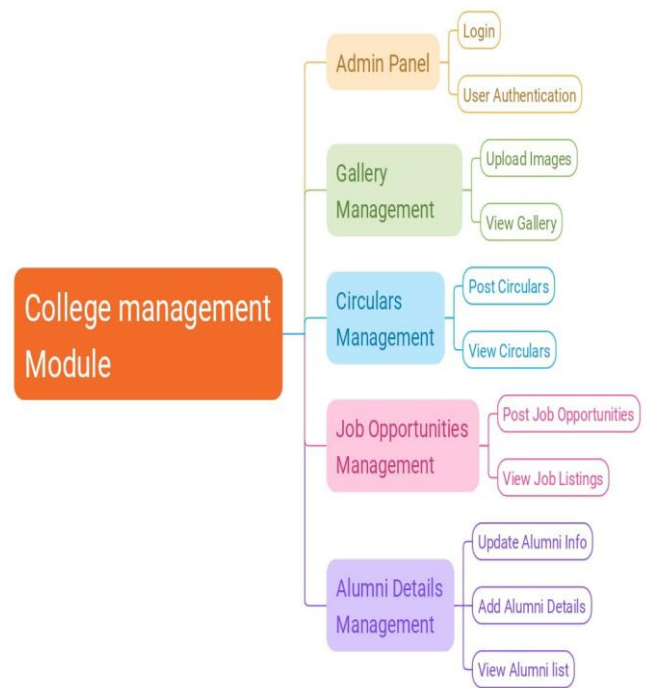 College management
Module
Admin Panel
Login
User Authentication
Gallery
Management
Upload Images
View Gallery
Circulars
Management
Post Circulars
View Circulars
Job Opportunities
Management
Post Job Opportunities
View Job Listings
Alumni Details
Management
Update Alumni Info
Add Alumni Details
View Alumni list